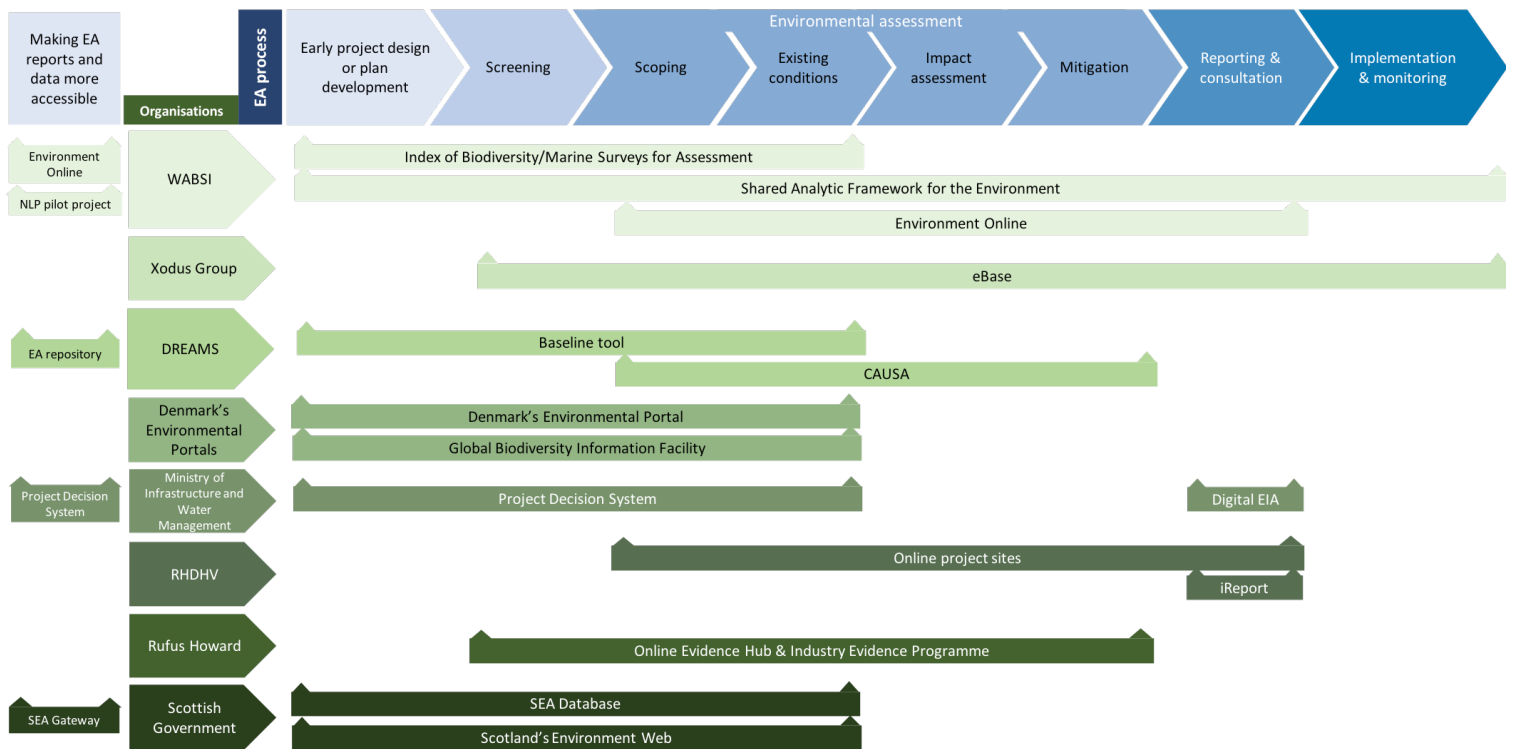 Making EA
reports and
data more
accessible
Organisations
EA process
Environmental assessment
Early project design
or plan
development
Screening
Scoping
Existing
conditions
Impact
assessment
Mitigation
Reporting &
consultation
Implementation
& monitoring
Environment
Online
NLP pilot project
WABSI
Index of Biodiversity/Marine Surveys for Assessment
Shared Analytic Framework for the Environment
Environment Online
Xodus Group
eBase
EA repository
DREAMS
Baseline tool
CAUSA
Denmark's
Environmental
Portals
Denmark's Environmental Portal
Global Biodiversity Information Facility
Project Decision
System
Ministry of
Infrastructure and
Water
Management
Project Decision System
Digital EIA
RHDHV
Online project sites
iReport
Rufus Howard
Online Evidence Hub & Industry Evidence Programme
SEA Gateway
Scottish
Government
SEA Database
Scotland's Environment Web